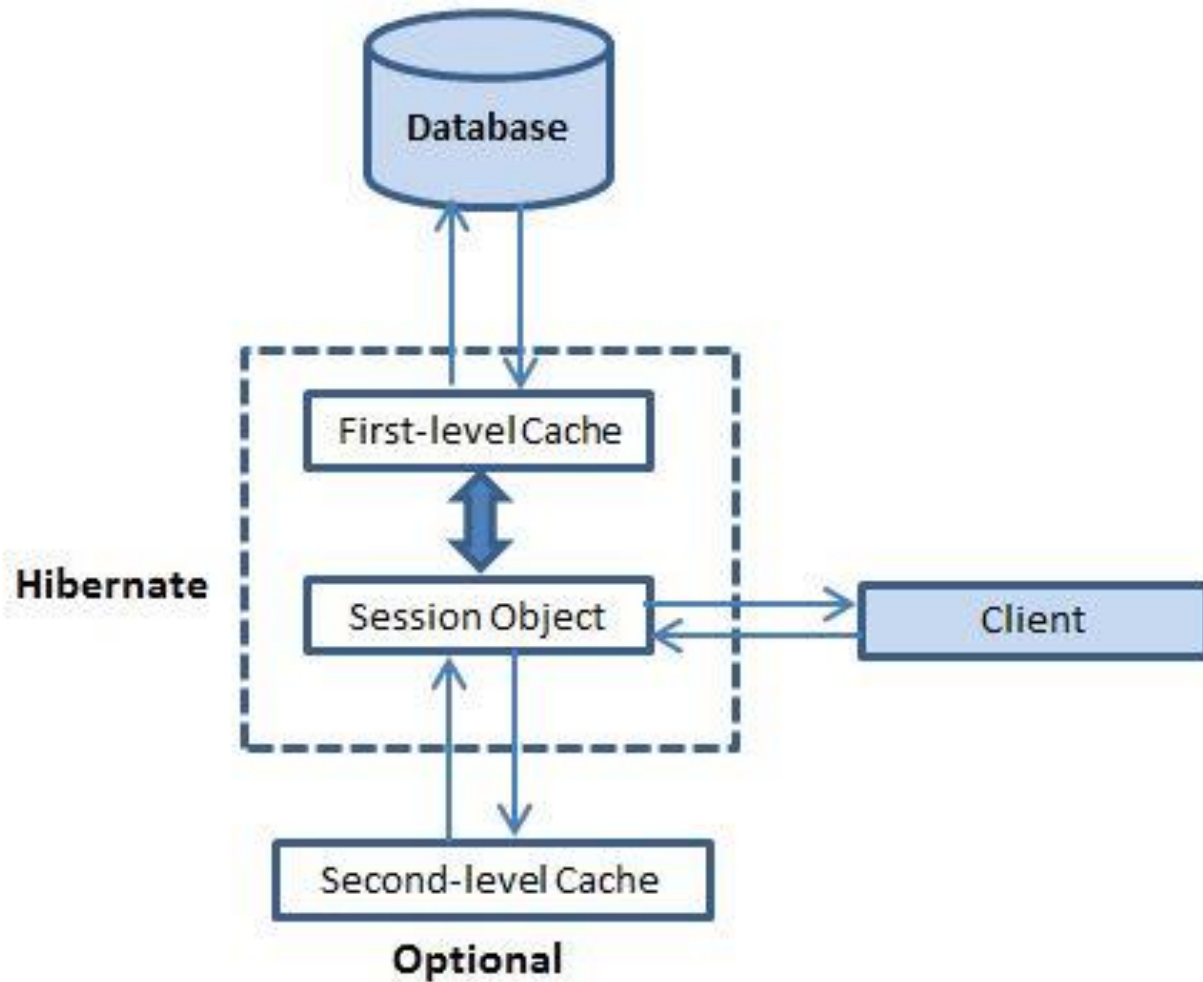 Database
First-level Cache
Hibernate
Session Object
Client
Second-level Cache
Optional